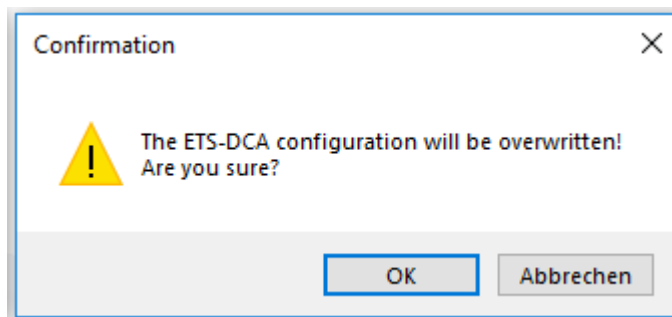 Confirmation
The ETS-DCA configuration will be overwritten!
Are you sure?
OK
Abbrechen